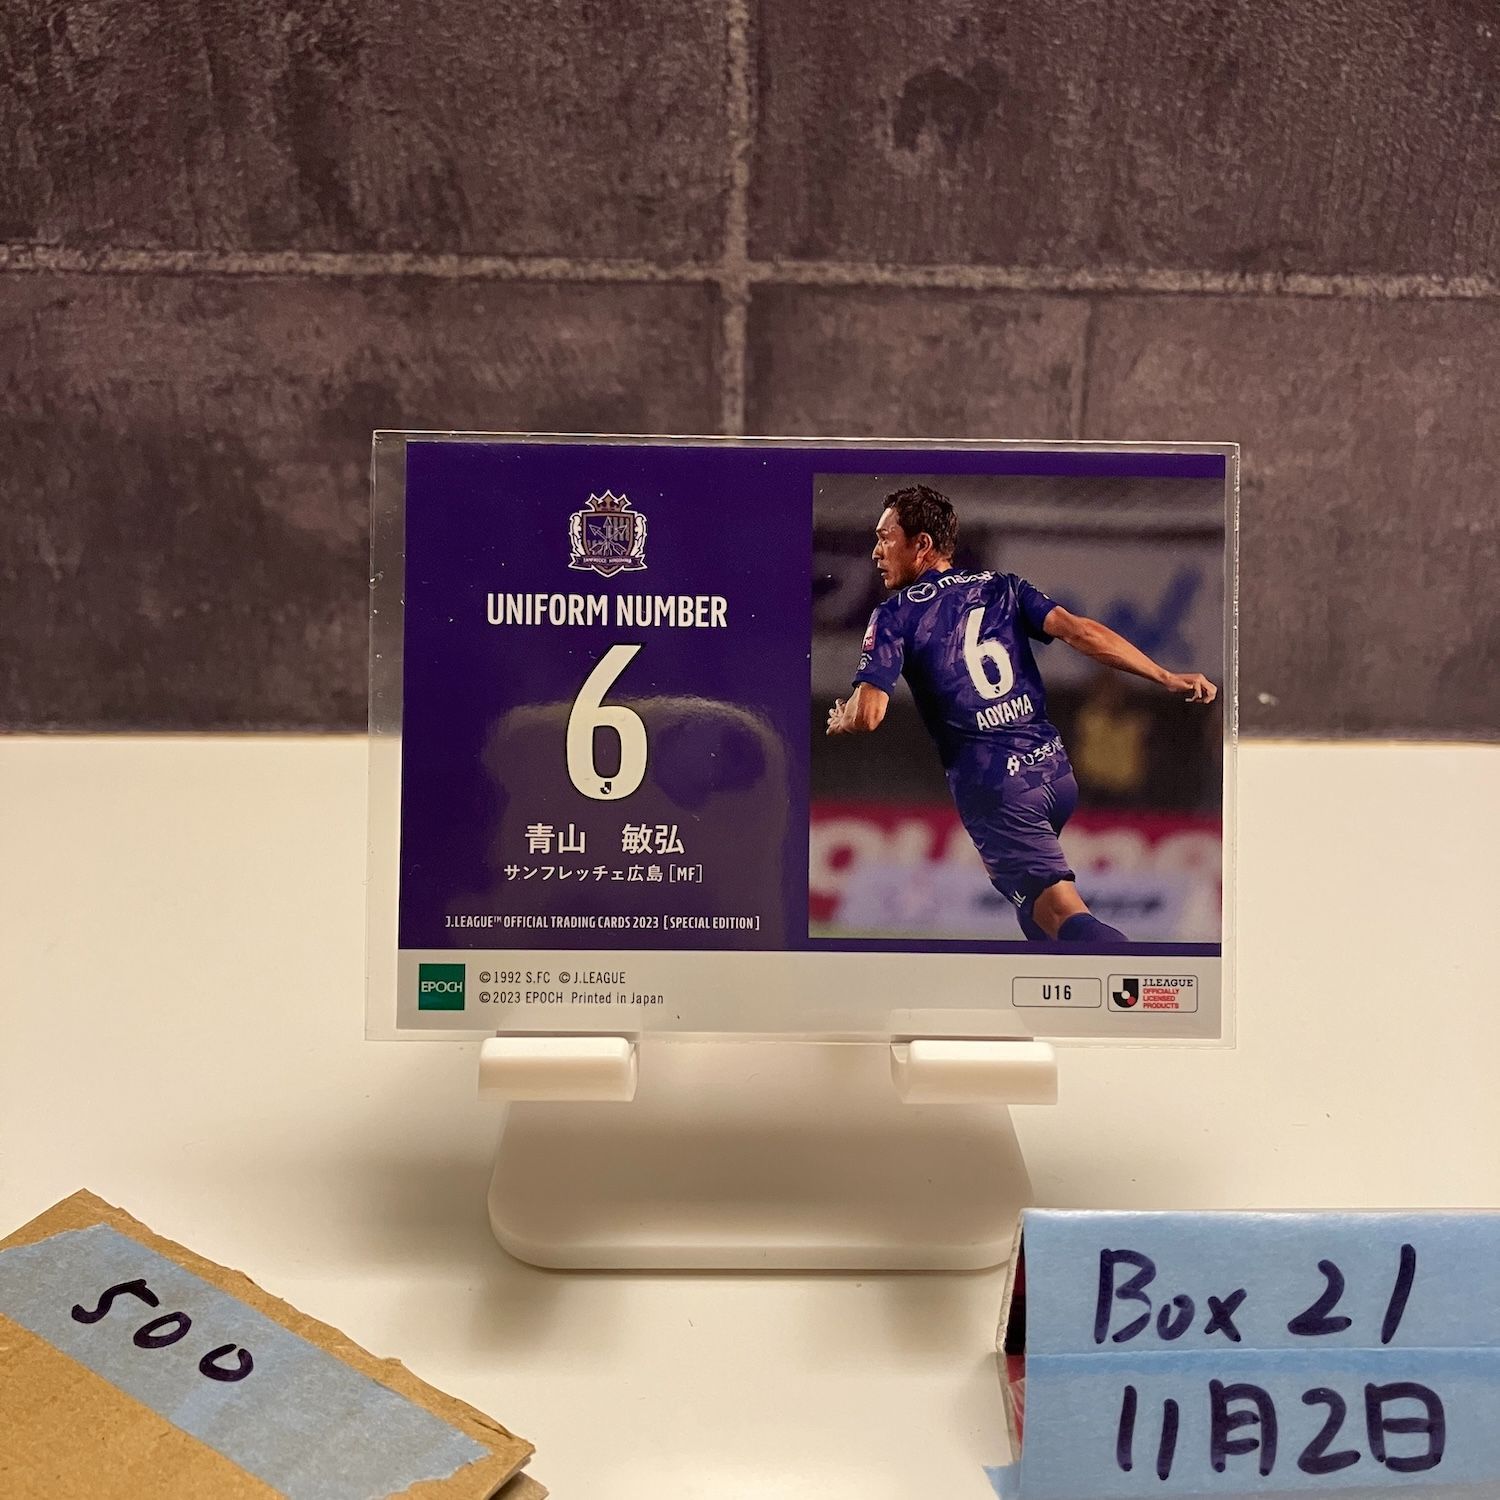 UNIFORM NUMBER
6
青山 敏弘
サンフレッチェ広島 [MF]
J.LEAGUE™ OFFICIAL TRADING CARDS 2023 [SPECIAL EDITION]
mazda
6
AOYAMA
EPOCH
©1992 S.FC ©J.LEAGUE
©2023 EPOCH Printed in Japan
U16
J.LEAGUE
OFFICIALLY
LICENSED
PRODUCTS
500
Box 21
11月2日